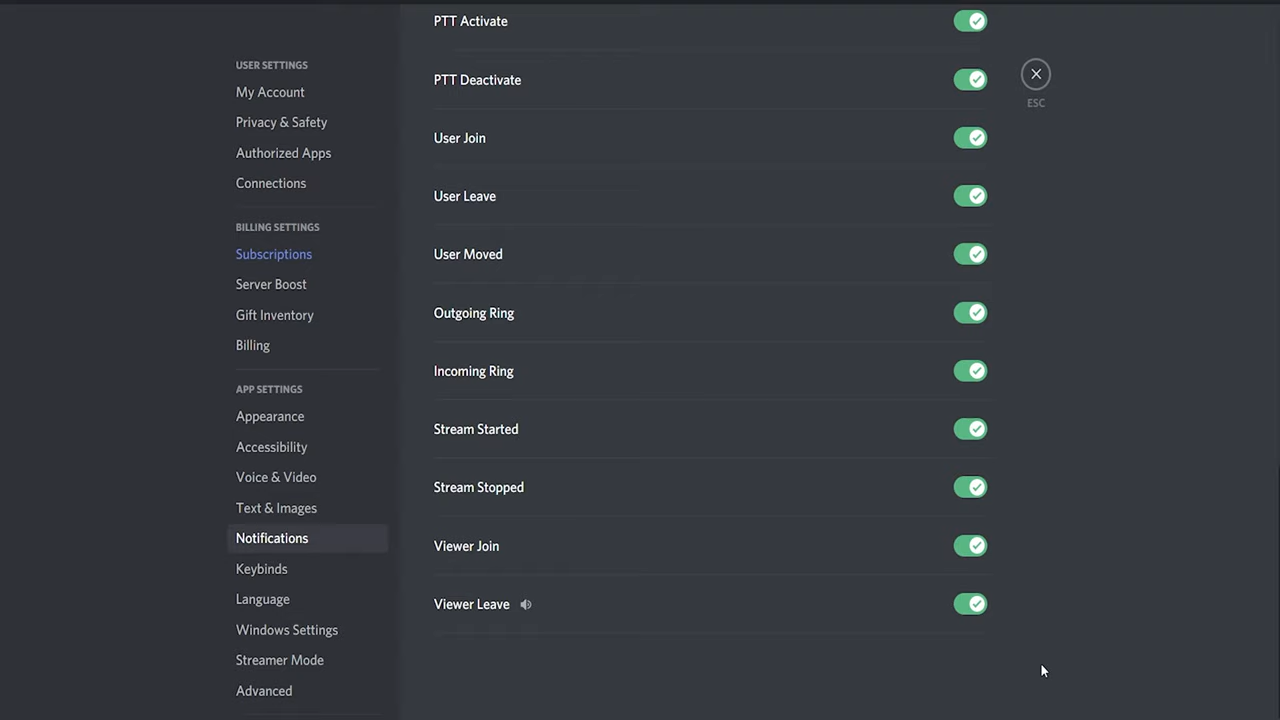 USER SETTINGS
My Account
Privacy & Safety
Authorized Apps
Connections
BILLING SETTINGS
Subscriptions
Server Boost
Gift Inventory
Billing
APP SETTINGS
Appearance
Accessibility
Voice & Video
Text & Images
Notifications
Keybinds
Language
Windows Settings
Streamer Mode
Advanced
PTT Activate
PTT Deactivate
User Join
User Leave
User Moved
Outgoing Ring
Incoming Ring
Stream Started
Stream Stopped
Viewer Join
Viewer Leave
ESC